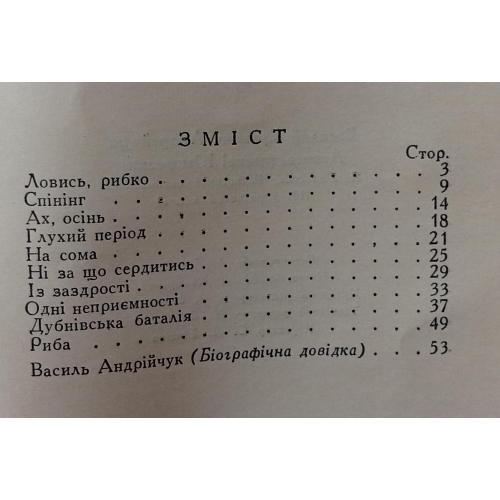 ЗМІСТ
Стор.
Ловись, рибко . . . . . . . . . . . . 3
Спінінг . . . . . . . . . . . . 9
Ах, осінь . . . . . . . . . . . . 14
Глухий період . . . . . . . . . . . . 18
На сома . . . . . . . . . . . . 21
Ні за що сердитись . . . . . . . . . . . 25
Із заздрості . . . . . . . . . . . . 29
Одні неприємності . . . . . . . . . . . 33
Дубнівська баталія . . . . . . . . . . . 37
Риба . . . . . . . . . . . . 49
Василь Андрійчук (Біографічна довідка) . . . 53